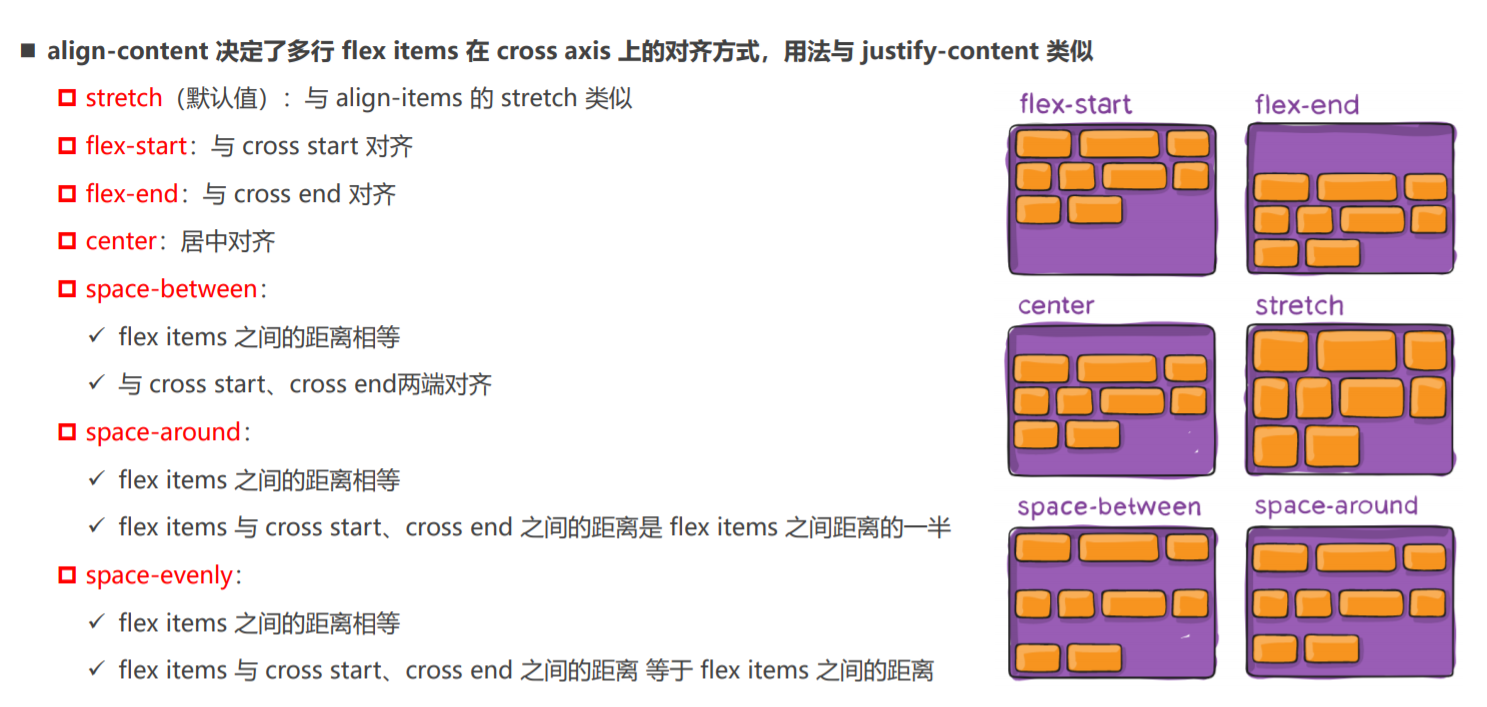 ■ align-content 决定了多行 flex items 在 cross axis 上的对齐方式，用法与 justify-content 类似
stretch（默认值）：与 align-items 的 stretch 类似
flex-start：与 cross start 对齐
flex-end：与 cross end 对齐
center：居中对齐
space-between：
✓ flex items 之间的距离相等
✓ 与 cross start、cross end两端对齐
space-around：
✓ flex items 之间的距离相等
✓ flex items 与 cross start、cross end 之间的距离是 flex items 之间距离的一半
space-evenly：
✓ flex items 之间的距离相等
✓ flex items 与 cross start、cross end 之间的距离 等于 flex items 之间的距离
flex-start
flex-end
center
stretch
space-between
space-around